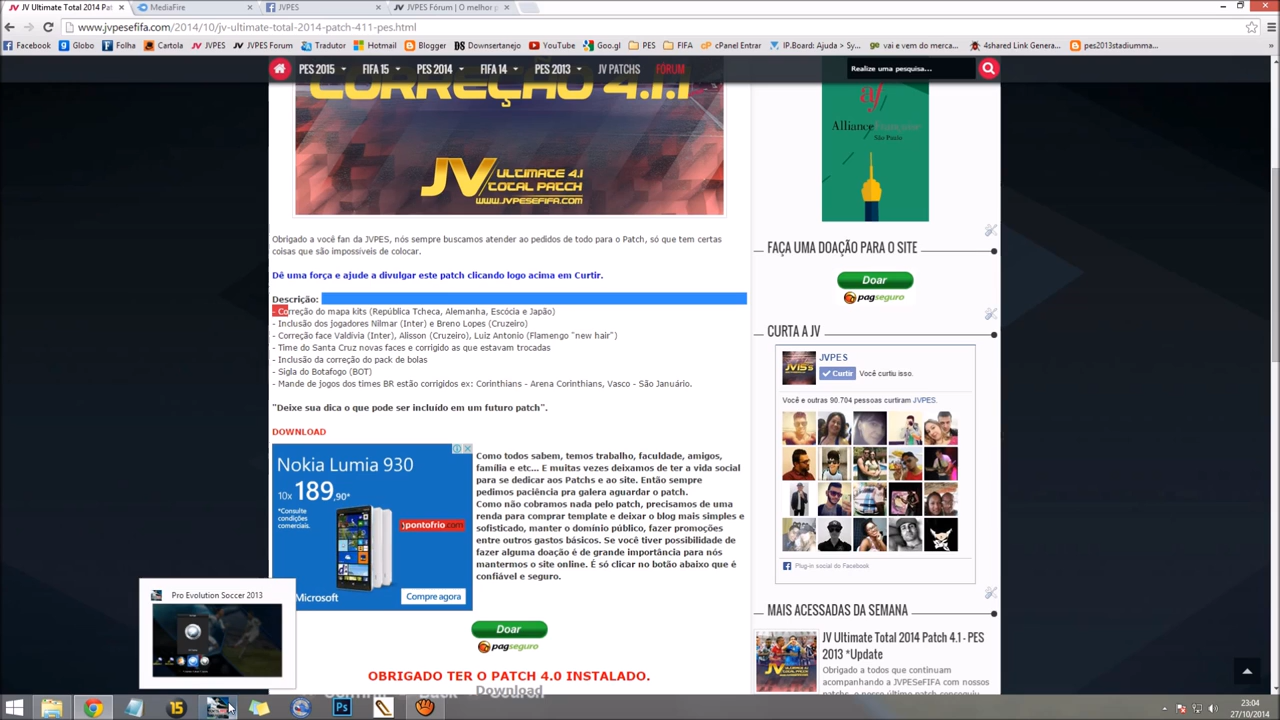 JV Ultimate Total 2014 Pat
MediaFire
JVPES
JVPES Fórum | O melhor p
www.jvpesefifa.com/2014/10/jv-ultimate-total-2014-patch-411-pes.html
Facebook
Globo
Folha
Cartola
JVPES
JVPES Forum
Tradutor
Hotmail
Blogger
Downsertanejo
YouTube
Goo.gl
PES
FIFA
cPanel Entrar
IP.Board: Ajuda > Sy...
vai e vem do merca...
4shared Link Genera...
pes2013stadiumma...
PES 2015
FIFA 15
PES 2014
FIFA 14
PES 2013
JV PATCHS
FÓRUM
Realize uma pesquisa...
CORREÇÃO 4.1.1
JV ULTIMATE 4.1
TOTAL PATCH
WWW.JVPESEFIFA.COM
af
AllianceFrançaise
São Paulo
Obrigado a você fan da JVPES, nós sempre buscamos atender ao pedidos de todo para o Patch, só que tem certas
coisas que são impossíveis de colocar.
Dê uma força e ajude a divulgar este patch clicando logo acima em Curtir.
Descrição:
- Correção do mapa kits (República Tcheca, Alemanha, Escócia e Japão)
- Inclusão dos jogadores Nilmar (Inter) e Breno Lopes (Cruzeiro)
- Correção face Valdívia (Inter), Alisson (Cruzeiro), Luiz Antonio (Flamengo "new hair")
- Time do Santa Cruz novas faces e corrigido as que estavam trocadas
- Inclusão da correção do pack de bolas
- Sigla do Botafogo (BOT)
- Mande de jogos dos times BR estão corrigidos ex: Corinthians - Arena Corinthians, Vasco - São Januário.
"Deixe sua dica o que pode ser incluído em um futuro patch".
DOWNLOAD
Nokia Lumia 930
10x
189,90*
*Consulte
condições
comerciais.
pontofrio.com
Microsoft
Compre agora
Como todos sabem, temos trabalho, faculdade, amigos,
família e etc... E muitas vezes deixamos de ter a vida social
para se dedicar aos Patchs e ao site. Então sempre
pedimos paciência pra galera aguardar o patch.
Como não cobramos nada pelo patch, precisamos de uma
renda para comprar template e deixar o blog mais simples e
sofisticado, manter o domínio público, fazer promoções
entre outros gastos básicos. Se você tiver possibilidade de
fazer alguma doação é de grande importância para nós
mantermos o site online. É só clicar no botão abaixo que é
confiável e seguro.
Doar
pagseguro
OBRIGADO TER O PATCH 4.0 INSTALADO.
Download
FAÇA UMA DOAÇÃO PARA O SITE
Doar
pagseguro
CURTA A JV
JVPES
Curtir
Você curtiu isso.
Você e outras 90.704 pessoas curtiram JVPES.
Plug-in social do Facebook
MAIS ACESSADAS DA SEMANA
JV Ultimate Total 2014 Patch 4.1 - PES
2013 *Update
Obrigado a todos que continuam
acompanhando a JVPESeFIFA com nossos
Pro Evolution Soccer 2013
15
Ps
23:04
27/10/2014